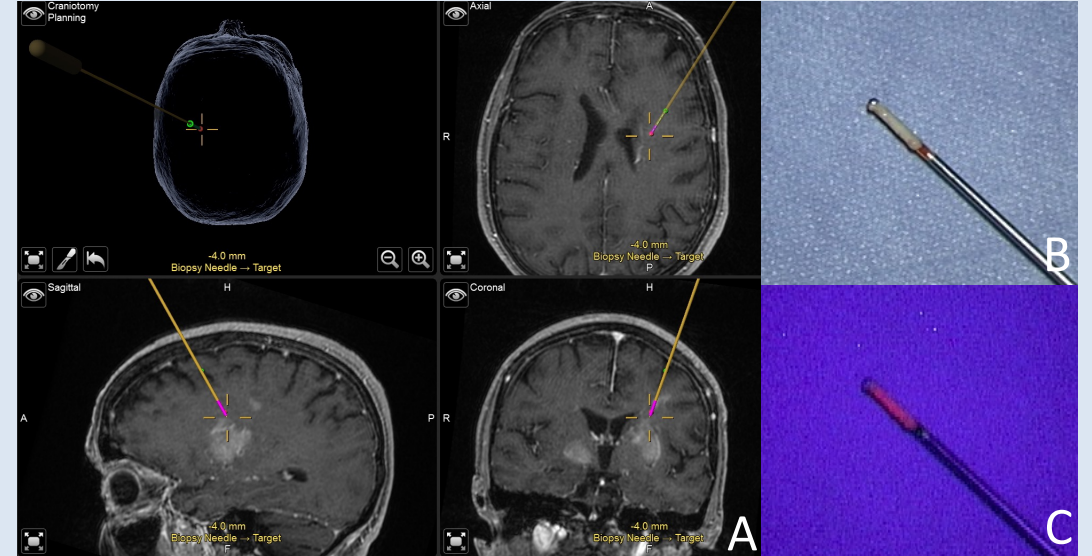 Craniotomy
Planning
-4.0 mm
Biopsy Needle → Target
Axial
A
R
-4.0 mm
Biopsy Needle → Target
P
Sagittal
H
A
P
-4.0 mm
Biopsy Needle → Target
F
Coronal
H
R
-4.0 mm
Biopsy Needle → Target
F
A
B
C